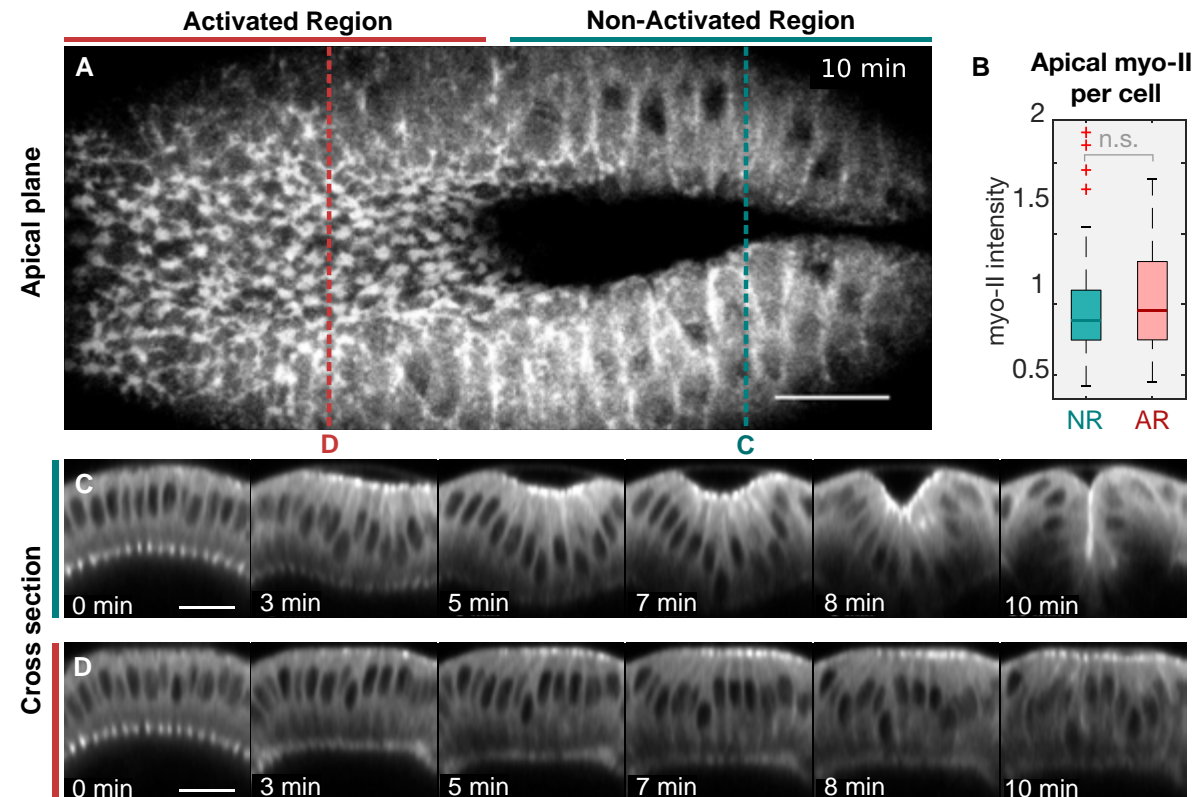 Activated Region
Non-Activated Region
A
10 min
Apical plane
D
C
B
Apical myo-II
per cell
2
n.s.
1.5
1
0.5
myo-II intensity
NR
AR
Cross section
C
0 min
3 min
5 min
7 min
8 min
10 min
D
0 min
3 min
5 min
7 min
8 min
10 min